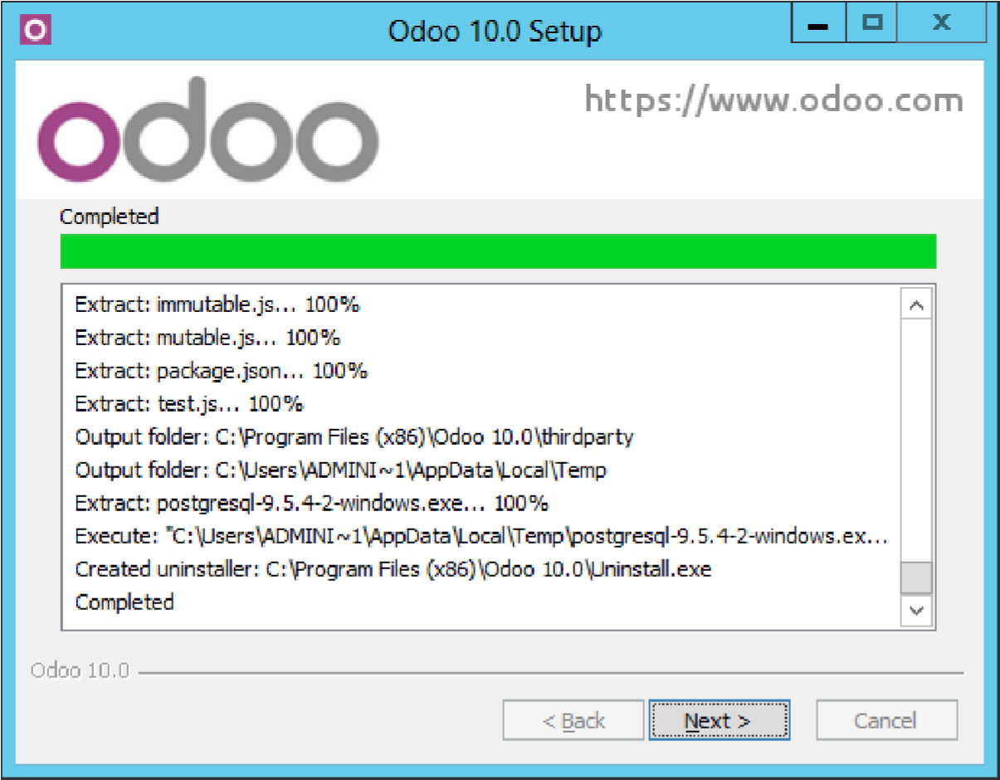 Odoo 10.0 Setup
odoo
https://www.odoo.com
Completed
Extract: immutable.js... 100%
Extract: mutable.js... 100%
Extract: package.json... 100%
Extract: test.js... 100%
Output folder: C:\Program Files (x86)\Odoo 10.0\thirdparty
Output folder: C:\Users\ADMINI~1\AppData\Local\Temp
Extract: postgresql-9.5.4-2-windows.exe... 100%
Execute: "C:\Users\ADMINI~1\AppData\Local\Temp\postgresql-9.5.4-2-windows.ex...
Created uninstaller: C:\Program Files (x86)\Odoo 10.0\Uninstall.exe
Completed
Odoo 10.0
< Back
Next >
Cancel